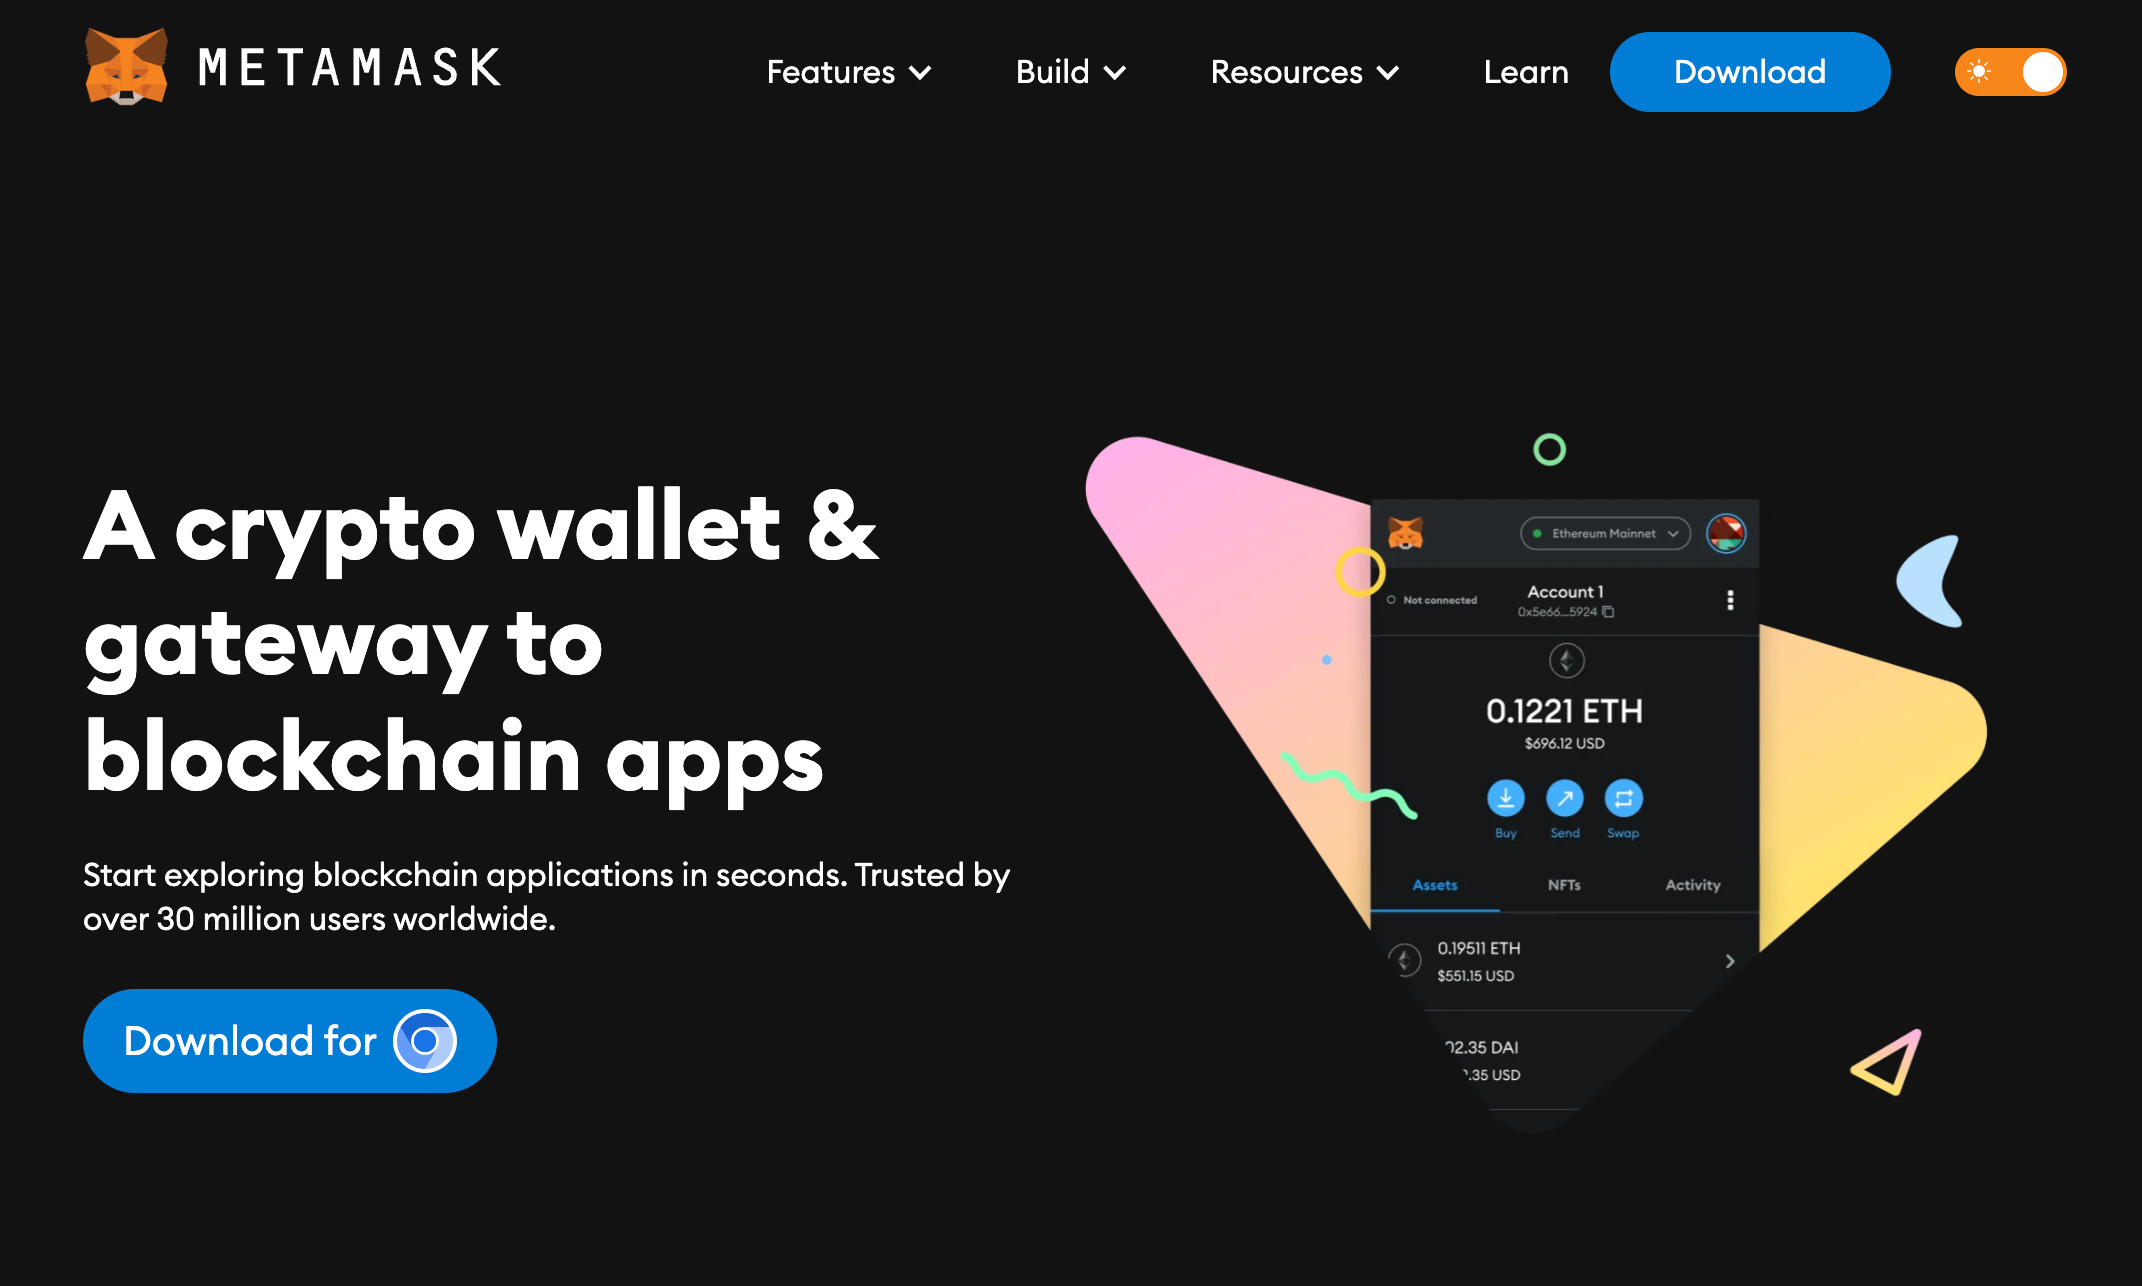 METAMASK
Features
Build
Resources
Learn
Download
A crypto wallet &
gateway to
blockchain apps
Start exploring blockchain applications in seconds. Trusted by
over 30 million users worldwide.
Download for
Ethereum Mainnet
Not connected
Account 1
0x5e66...5924
0.1221 ETH
$696.12 USD
Buy
Send
Swap
Assets
NFTs
Activity
0.19511 ETH
$551.15 USD
02.35 DAI
.35 USD